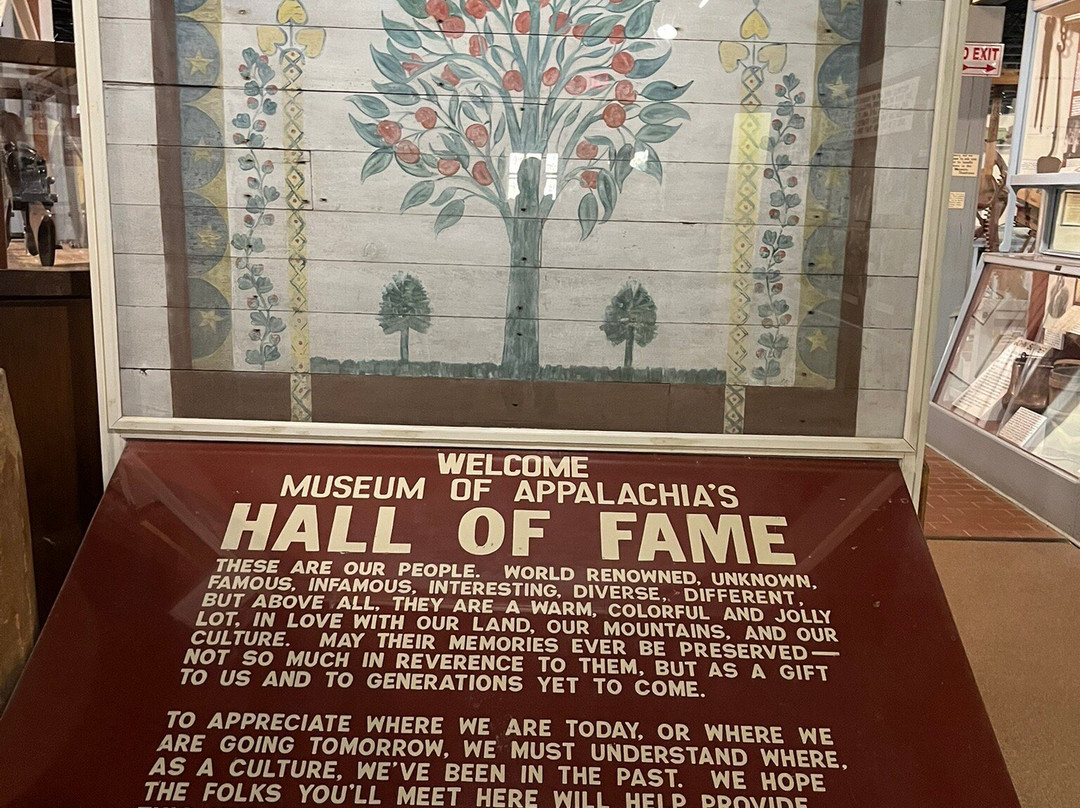 WELCOME
MUSEUM OF APPALACHIA'S
HALL OF FAME
THESE ARE OUR PEOPLE. WORLD RENOWNED, UNKNOWN,
FAMOUS, INFAMOUS, INTERESTING, DIVERSE, DIFFERENT,
BUT ABOVE ALL, THEY ARE A WARM, COLORFUL AND JOLLY
LOT, IN LOVE WITH OUR LAND, OUR MOUNTAINS, AND OUR
CULTURE. MAY THEIR MEMORIES EVER BE PRESERVED—
NOT SO MUCH IN REVERENCE TO THEM, BUT AS A GIFT
TO US AND TO GENERATIONS YET TO COME.
TO APPRECIATE WHERE WE ARE TODAY, OR WHERE WE
ARE GOING TOMORROW, WE MUST UNDERSTAND WHERE,
AS A CULTURE, WE'VE BEEN IN THE PAST. WE HOPE
THE FOLKS YOU'LL MEET HERE WILL HELP PROVIDE
EXIT